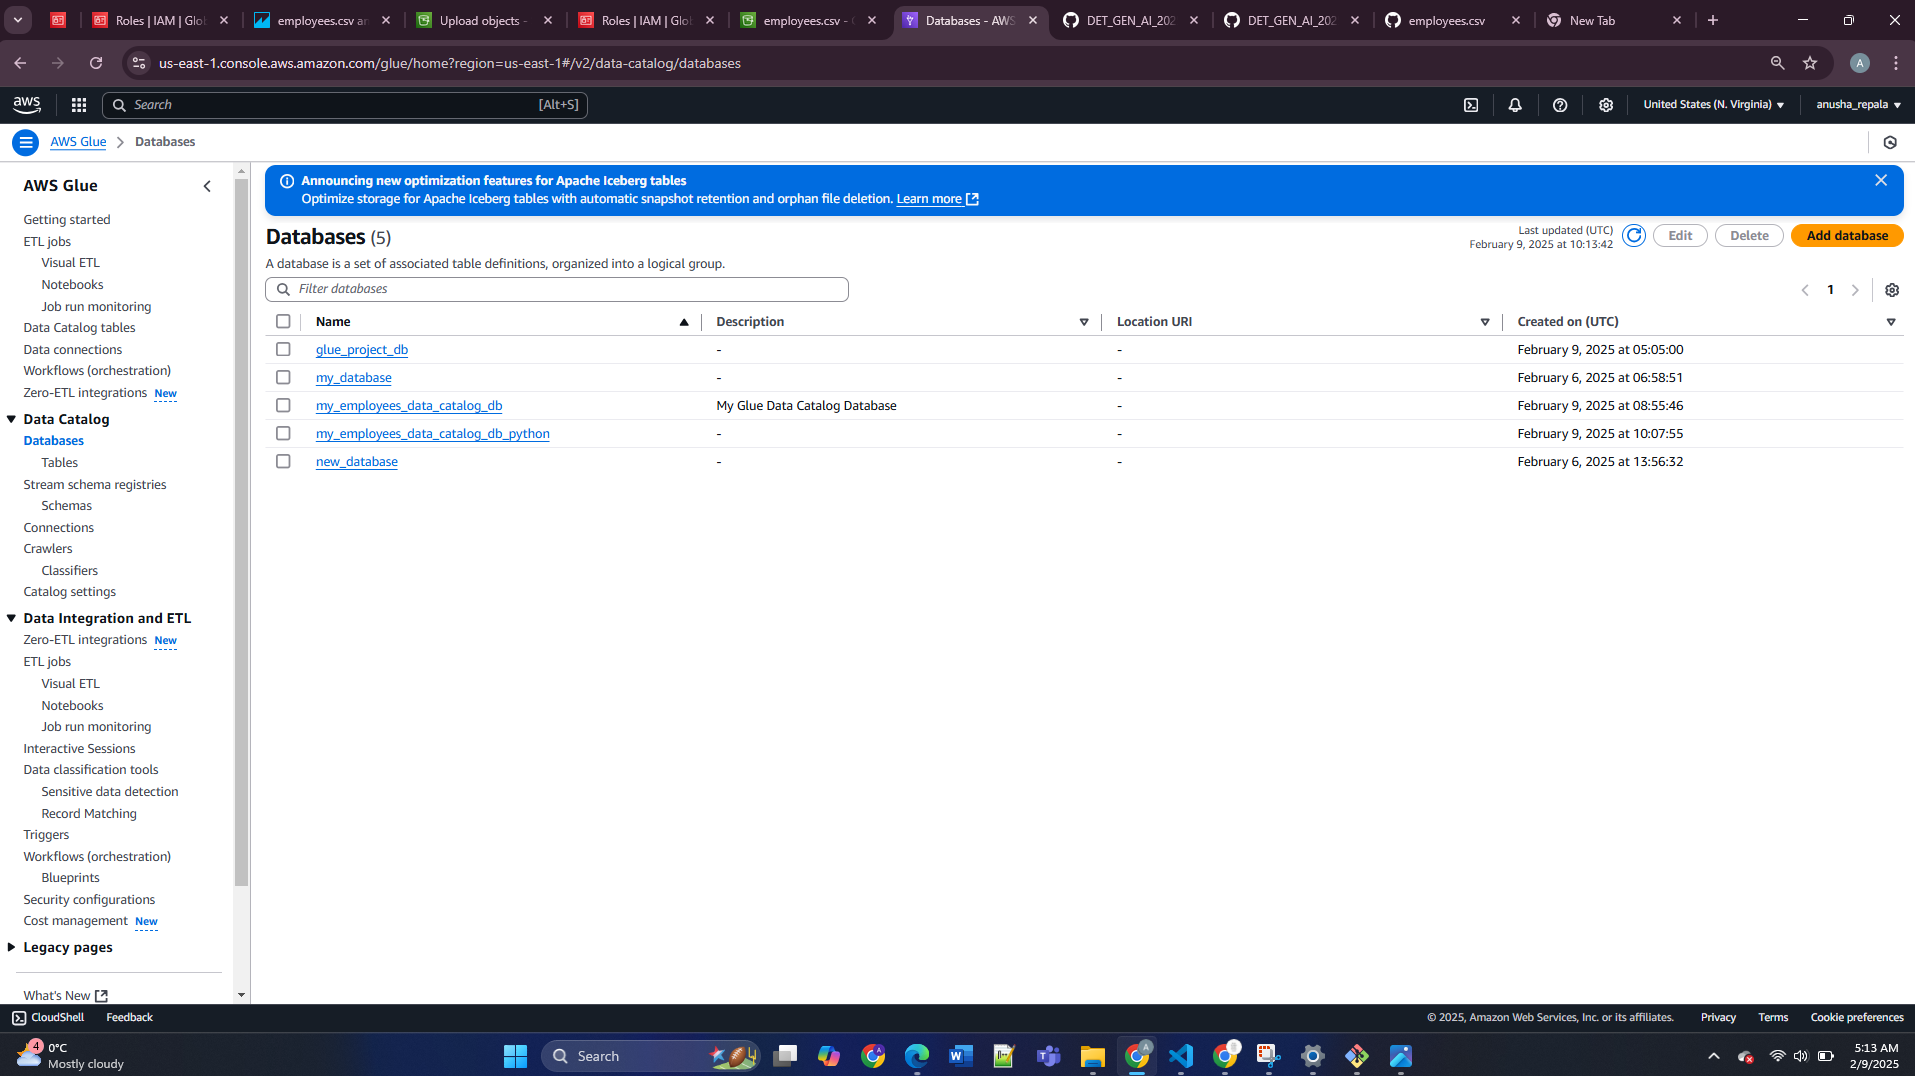 Roles | IAM | Glob
employees.csv an
Upload objects -
Roles | IAM | Glob
employees.csv -
Databases - AWS
DET_GEN_AI_202
DET_GEN_AI_202
employees.csv
New Tab
us-east-1.console.aws.amazon.com/glue/home?region=us-east-1#/v2/data-catalog/databases
A
aws
Search
[Alt+S]
United States (N. Virginia)
anusha_repala
AWS Glue
Databases
AWS Glue
Getting started
ETL jobs
Visual ETL
Notebooks
Job run monitoring
Data Catalog tables
Data connections
Workflows (orchestration)
Zero-ETL integrations New
Data Catalog
Databases
Tables
Stream schema registries
Schemas
Connections
Crawlers
Classifiers
Catalog settings
Data Integration and ETL
Zero-ETL integrations New
ETL jobs
Visual ETL
Notebooks
Job run monitoring
Interactive Sessions
Data classification tools
Sensitive data detection
Record Matching
Triggers
Workflows (orchestration)
Blueprints
Security configurations
Cost management New
Legacy pages
What's New
Announcing new optimization features for Apache Iceberg tables
Optimize storage for Apache Iceberg tables with automatic snapshot retention and orphan file deletion. Learn more
Databases (5)
Last updated (UTC)
February 9, 2025 at 10:13:42
Edit
Delete
Add database
A database is a set of associated table definitions, organized into a logical group.
Filter databases
1
Name Description Location URI Created on (UTC)
glue_project_db - - February 9, 2025 at 05:05:00
my_database - - February 6, 2025 at 06:58:51
my_employees_data_catalog_db My Glue Data Catalog Database - February 9, 2025 at 08:55:46
my_employees_data_catalog_db_python - - February 9, 2025 at 10:07:55
new_database - - February 6, 2025 at 13:56:32
CloudShell
Feedback
© 2025, Amazon Web Services, Inc. or its affiliates.
Privacy
Terms
Cookie preferences
4
0°C
Mostly cloudy
Search
5:13 AM
2/9/2025